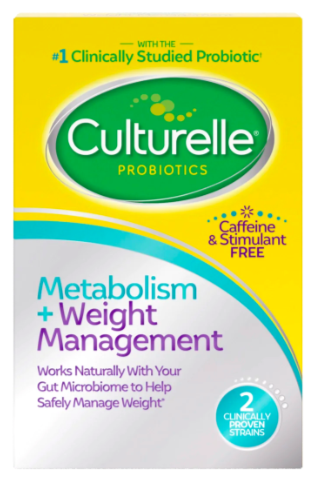 WITH THE
#1 Clinically Studied Probiotic†
Culturelle®
PROBIOTICS
Caffeine
& Stimulant
FREE
Metabolism
+ Weight
Management
Works Naturally With Your
Gut Microbiome to Help
Safely Manage Weight*
2
CLINICALLY
PROVEN
STRAINS